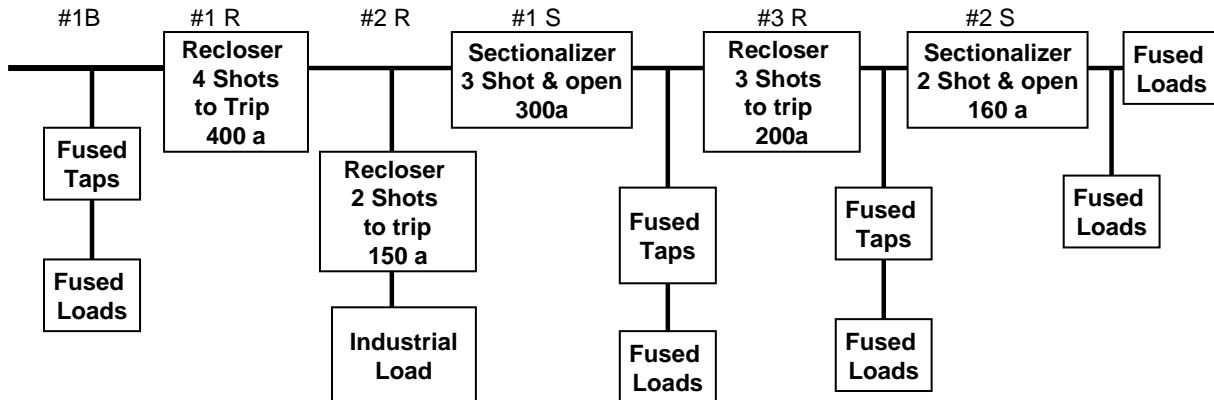 #1B
#1 R
#2 R
#1 S
#3 R
#2 S
Recloser
4 Shots
to Trip
400 a
Sectionalizer
3 Shot & open
300a
Recloser
3 Shots
to trip
200a
Sectionalizer
2 Shot & open
160 a
Fused
Loads
Fused
Taps
Fused
Loads
Recloser
2 Shots
to trip
150 a
Industrial
Load
Fused
Taps
Fused
Loads
Fused
Taps
Fused
Loads
Fused
Loads